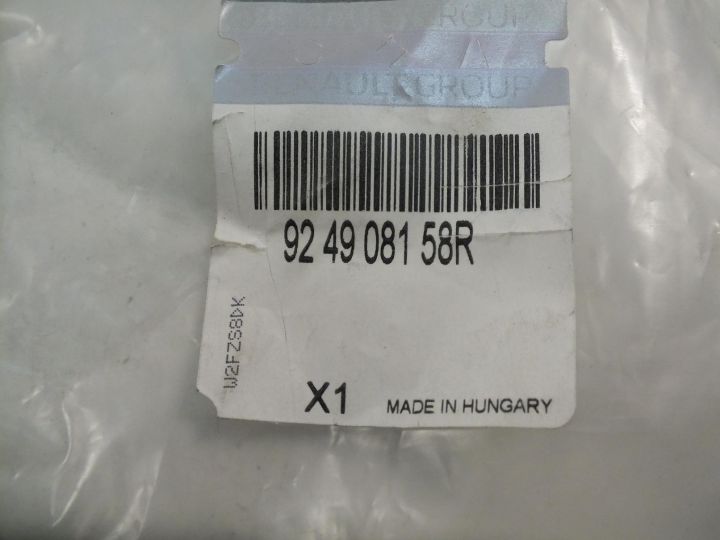 RENAULT GROUP
92 49 081 58R
W2FZS8DK
X1 MADE IN HUNGARY